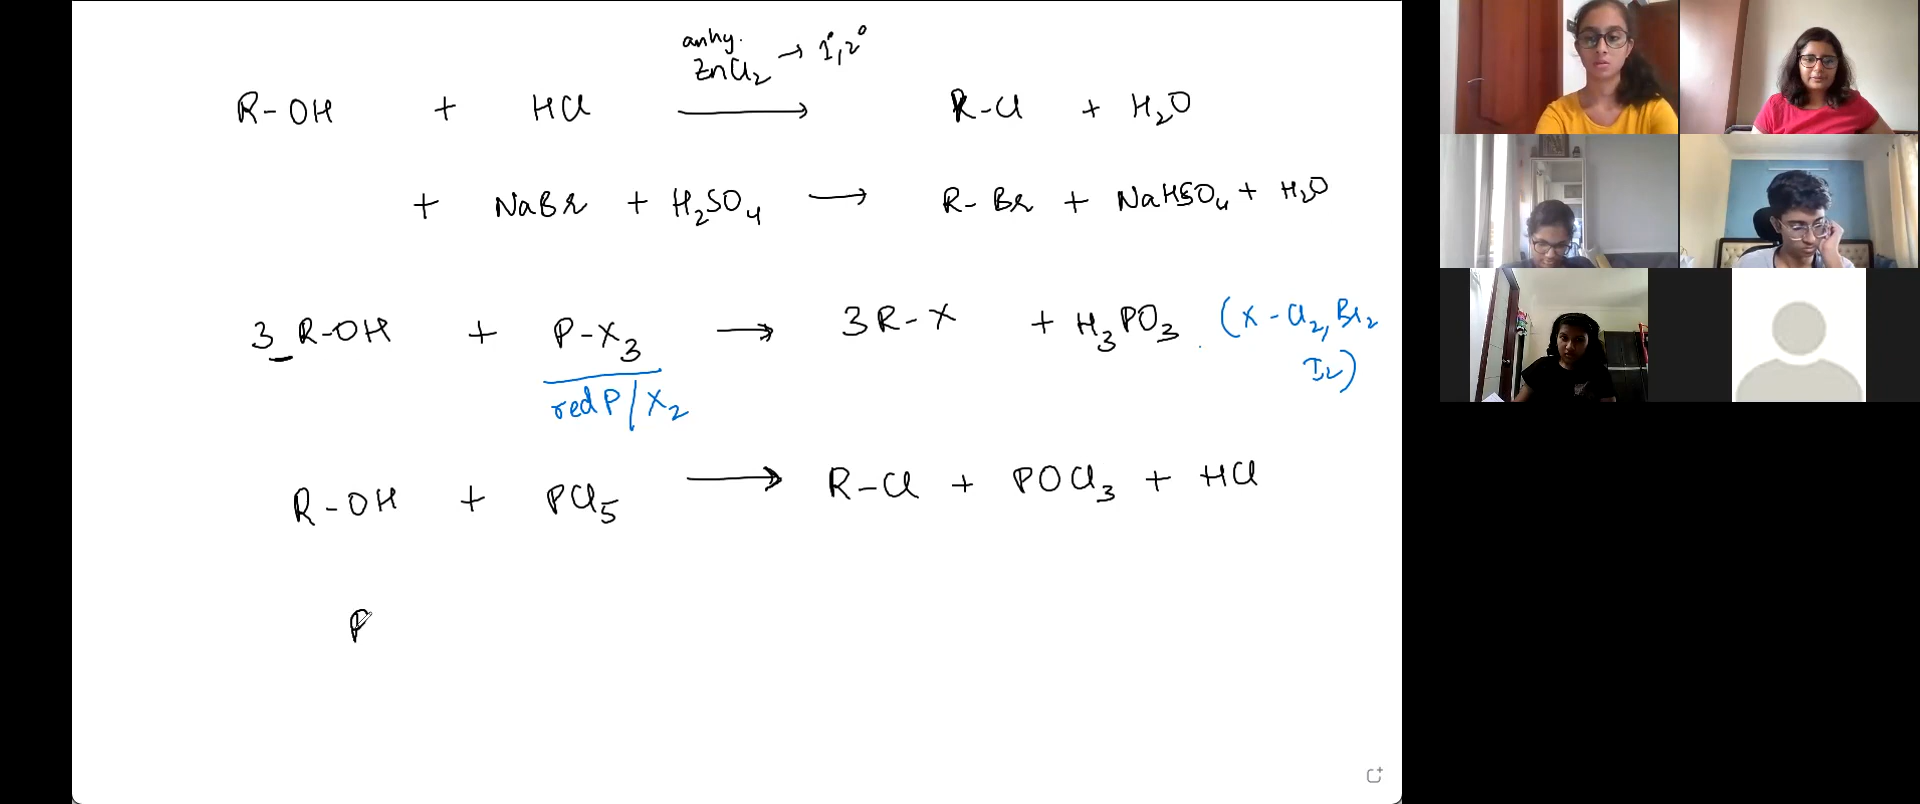 anhy.
ZnCl2 → 1°, 2°
R-OH + HCl ⟶ R-Cl + H2O
+ NaBr + H2SO4 ⟶ R-Br + NaHSO4 + H2O
3 R-OH + P-X3 ⟶ 3R-X + H3PO3 (X-Cl2, Br2
I2)
red P/X2
R-OH + PCl5 ⟶ R-Cl + POCl3 + HCl
P